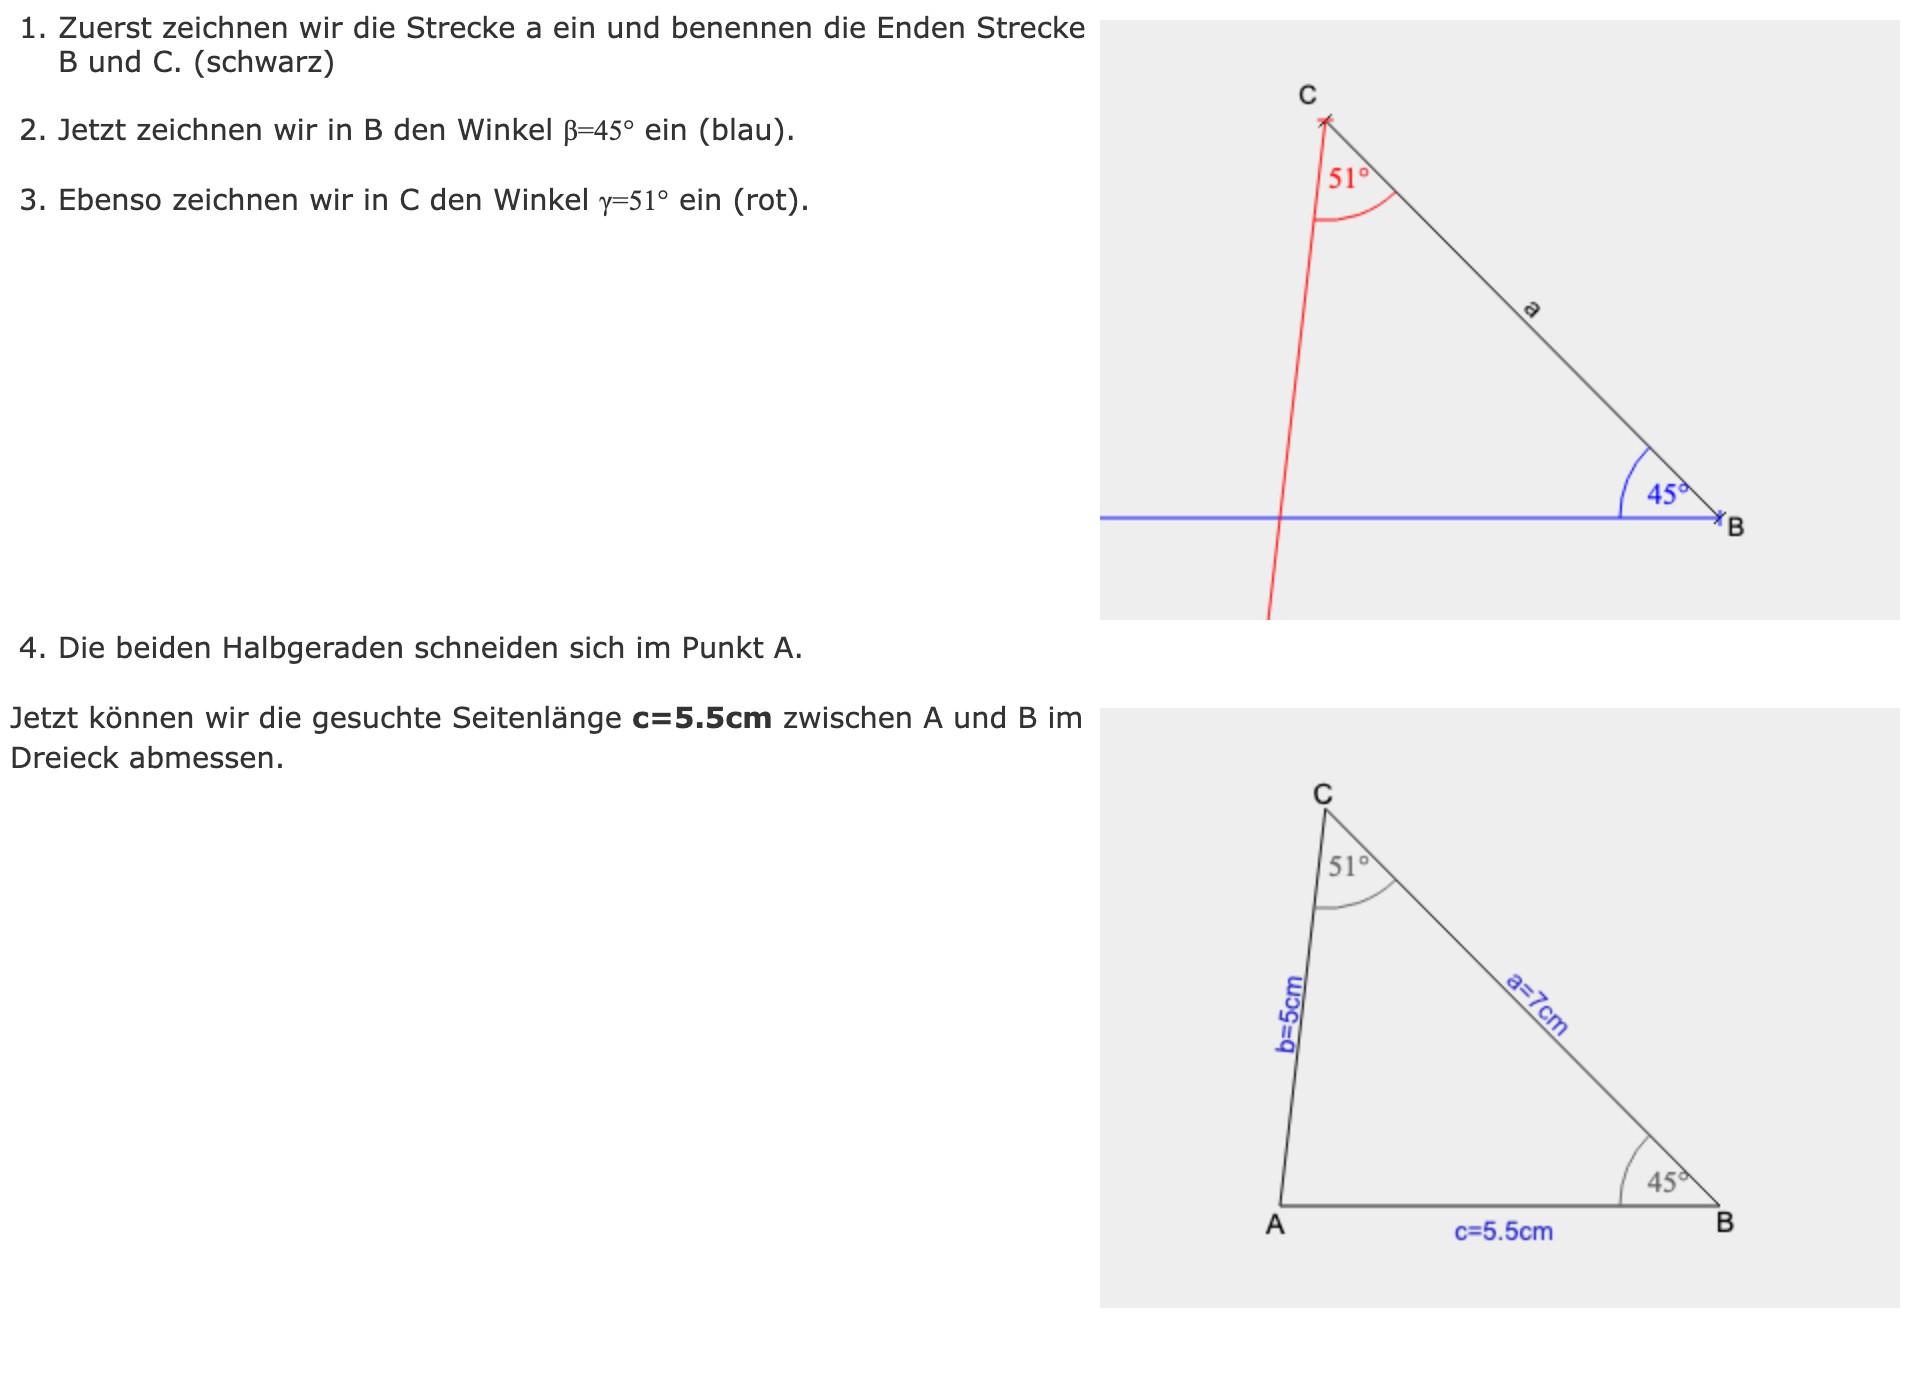 1. Zuerst zeichnen wir die Strecke a ein und benennen die Enden Strecke
B und C. (schwarz)
2. Jetzt zeichnen wir in B den Winkel β=45° ein (blau).
3. Ebenso zeichnen wir in C den Winkel γ=51° ein (rot).
C
51°
a
45°
B
4. Die beiden Halbgeraden schneiden sich im Punkt A.
Jetzt können wir die gesuchte Seitenlänge c=5.5cm zwischen A und B im
Dreieck abmessen.
C
51°
b=5cm
a=7cm
45°
A
B
c=5.5cm